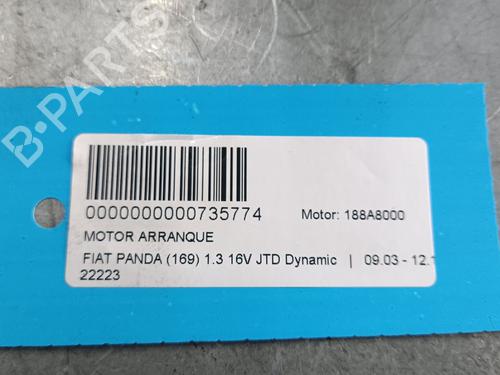 B-PARTS
0000000000735774 Motor: 188A8000
MOTOR ARRANQUE
FIAT PANDA (169) 1.3 16V JTD Dynamic | 09.03 - 12.1
22223